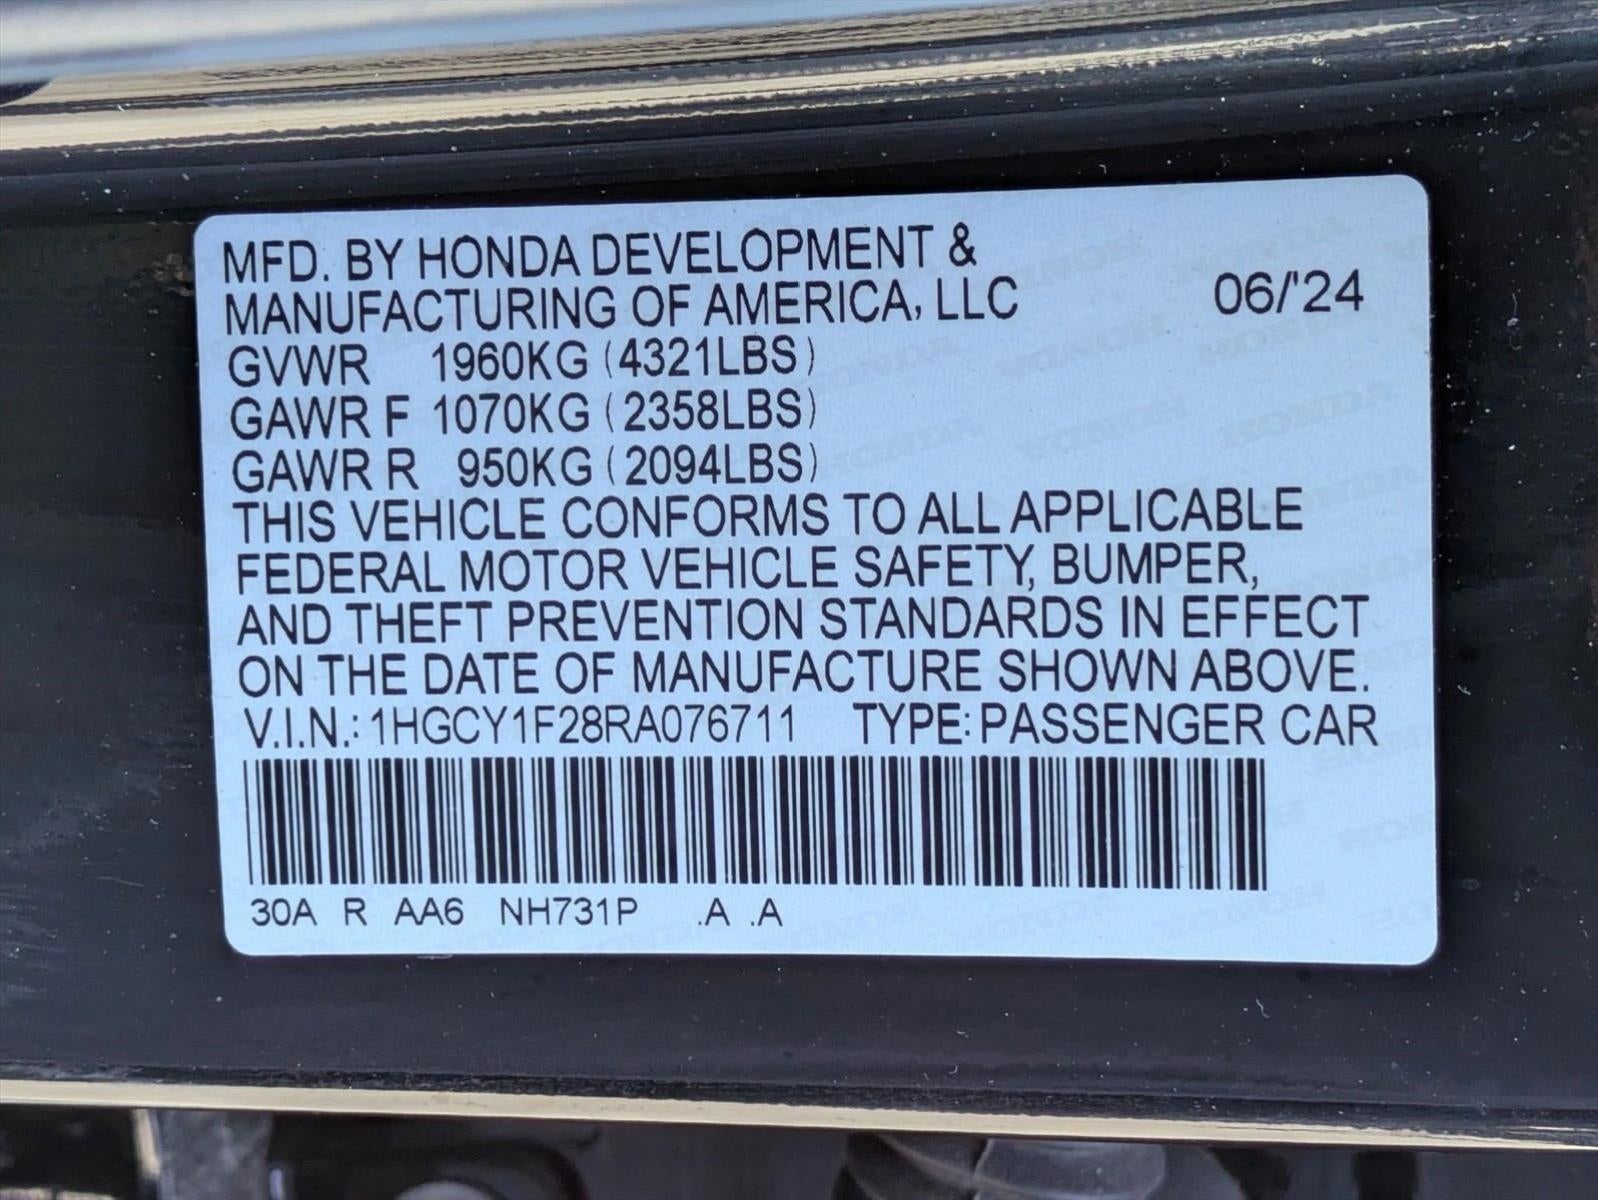 MFD. BY HONDA DEVELOPMENT &
MANUFACTURING OF AMERICA, LLC 06/'24
GVWR 1960KG (4321LBS)
GAWR F 1070KG (2358LBS)
GAWR R 950KG (2094LBS)
THIS VEHICLE CONFORMS TO ALL APPLICABLE
FEDERAL MOTOR VEHICLE SAFETY, BUMPER,
AND THEFT PREVENTION STANDARDS IN EFFECT
ON THE DATE OF MANUFACTURE SHOWN ABOVE.
V.I.N.: 1HGCY1F28RA076711 TYPE: PASSENGER CAR
30A R AA6 NH731P .A .A